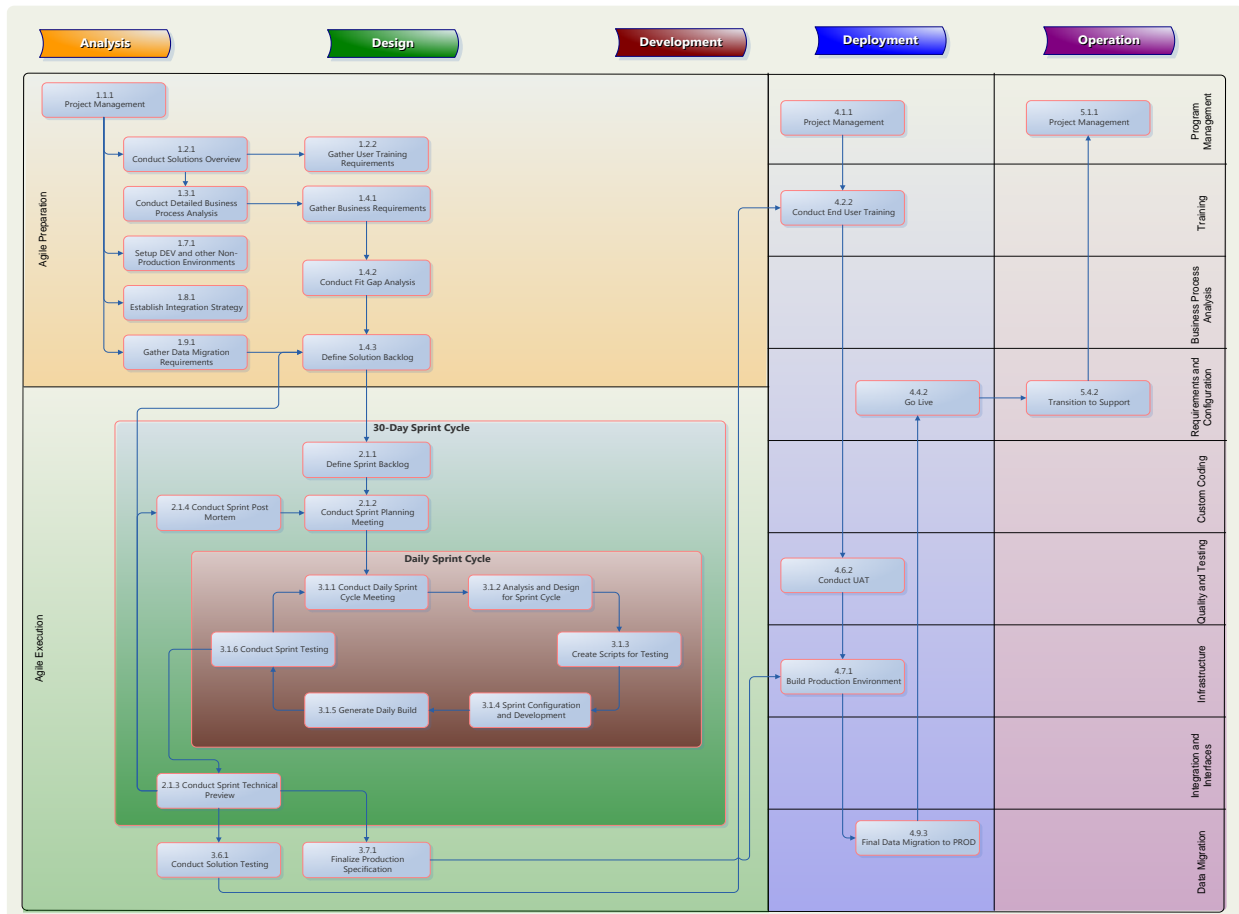 Analysis
Design
Development
Deployment
Operation
Agile Preparation
1.1.1
Project Management
1.2.1
Conduct Solutions Overview
1.2.2
Gather User Training
Requirements
1.3.1
Conduct Detailed Business
Process Analysis
1.4.1
Gather Business Requirements
1.7.1
Setup DEV and other Non-
Production Environments
1.4.2
Conduct Fit Gap Analysis
1.8.1
Establish Integration Strategy
1.9.1
Gather Data Migration
Requirements
1.4.3
Define Solution Backlog
Agile Execution
30-Day Sprint Cycle
2.1.1
Define Sprint Backlog
2.1.4 Conduct Sprint Post
Mortem
2.1.2
Conduct Sprint Planning
Meeting
Daily Sprint Cycle
3.1.1 Conduct Daily Sprint
Cycle Meeting
3.1.2 Analysis and Design
for Sprint Cycle
3.1.6 Conduct Sprint Testing
3.1.3
Create Scripts for Testing
3.1.5 Generate Daily Build
3.1.4 Sprint Configuration
and Development
2.1.3 Conduct Sprint Technical
Preview
3.6.1
Conduct Solution Testing
3.7.1
Finalize Production
Specification
4.1.1
Project Management
4.2.2
Conduct End User Training
4.4.2
Go Live
4.6.2
Conduct UAT
4.7.1
Build Production Environment
4.9.3
Final Data Migration to PROD
5.1.1
Project Management
5.4.2
Transition to Support
Program
Management
Training
Business Process
Analysis
Requirements and
Configuration
Custom Coding
Quality and Testing
Infrastructure
Integration and
Interfaces
Data Migration